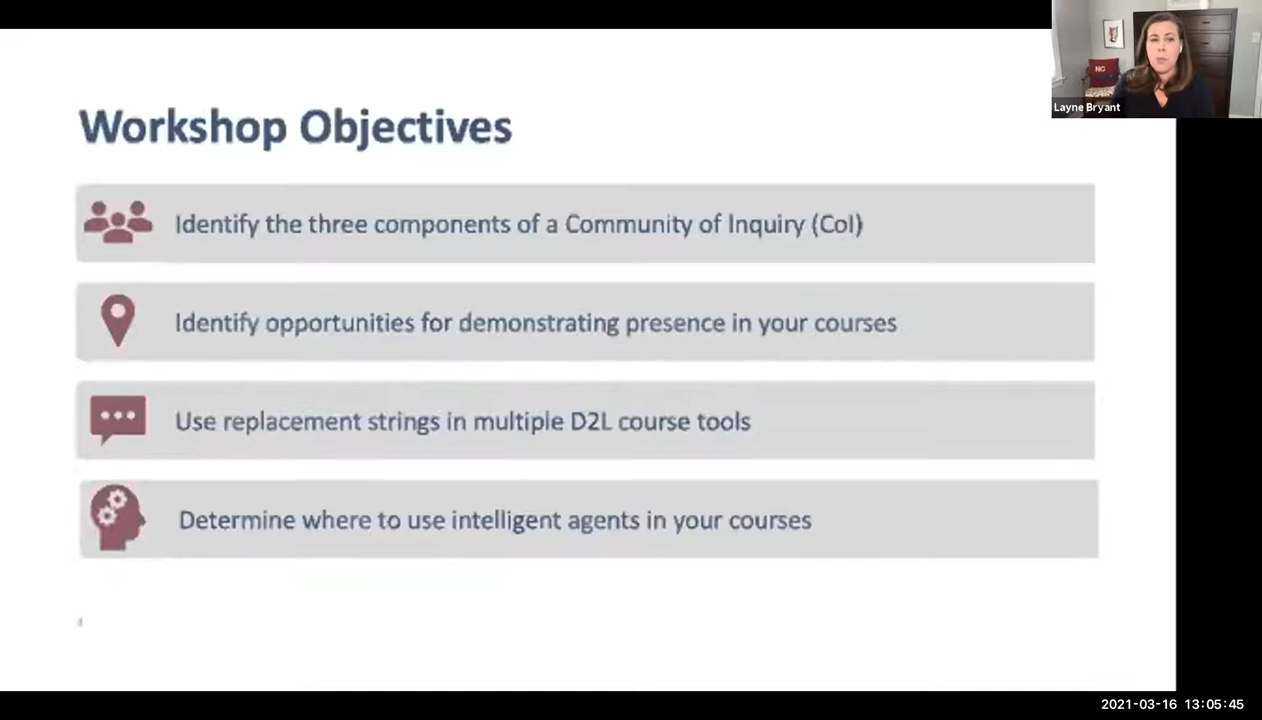 Workshop Objectives
Identify the three components of a Community of Inquiry (CoI)
Identify opportunities for demonstrating presence in your courses
Use replacement strings in multiple D2L course tools
Determine where to use intelligent agents in your courses
NC
Layne Bryant
2021-03-16 13:05:45